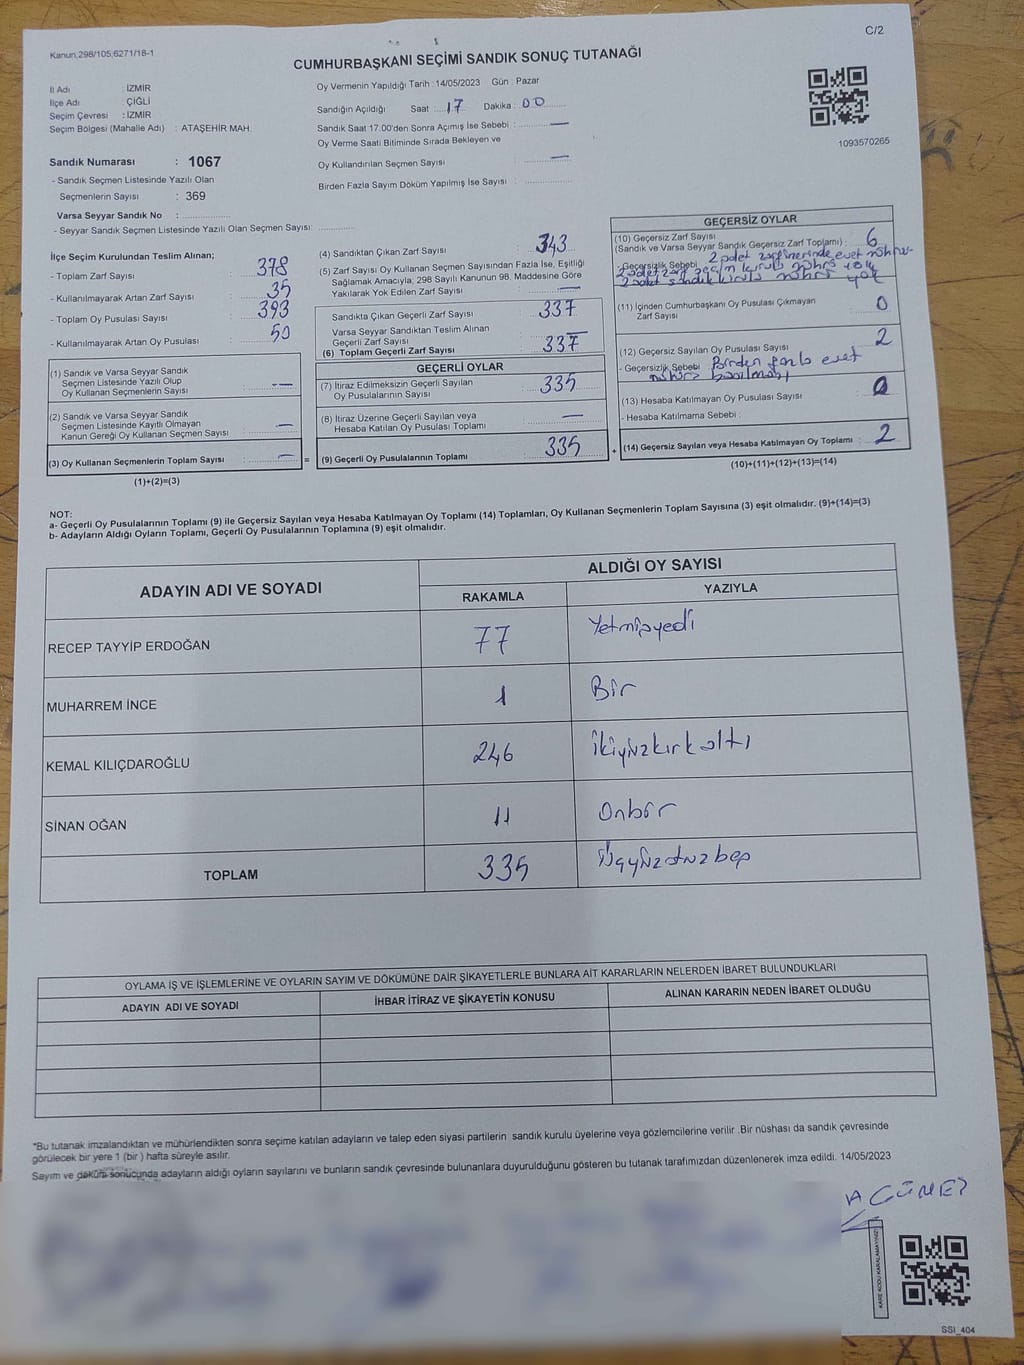 Kanun:298/105;6271/18-1
C/2
CUMHURBAŞKANI SEÇİMİ SANDIK SONUÇ TUTANAĞI
İl Adı : İZMİR
İlçe Adı : ÇİĞLİ
Seçim Çevresi : İZMİR
Seçim Bölgesi (Mahalle Adı) : ATAŞEHİR MAH.
Sandık Numarası : 1067
- Sandık Seçmen Listesinde Yazılı Olan
Seçmenlerin Sayısı : 369
Varsa Seyyar Sandık No :
- Seyyar Sandık Seçmen Listesinde Yazılı Olan Seçmen Sayısı:
Oy Vermenin Yapıldığı Tarih : 14/05/2023 Gün : Pazar
Sandığın Açıldığı Saat : 17 Dakika : 00
Sandık Saat 17:00'den Sonra Açımış İse Sebebi : —
Oy Verme Saati Bitiminde Sırada Bekleyen ve
Oy Kullandırılan Seçmen Sayısı : —
Birden Fazla Sayım Döküm Yapılmış İse Sayısı :
1093570265
İlçe Seçim Kurulundan Teslim Alınan;
- Toplam Zarf Sayısı : 378
- Kullanılmayarak Artan Zarf Sayısı : 35
- Toplam Oy Pusulası Sayısı : 393
- Kullanılmayarak Artan Oy Pusulası : 50
(1) Sandık ve Varsa Seyyar Sandık
Seçmen Listesinde Yazılı Olup
Oy Kullanan Seçmenlerin Sayısı : —
(2) Sandık ve Varsa Seyyar Sandık
Seçmen Listesinde Kayıtlı Olmayan
Kanun Gereği Oy Kullanan Seçmen Sayısı : —
(3) Oy Kullanan Seçmenlerin Toplam Sayısı : —
(1)+(2)=(3)
(4) Sandıktan Çıkan Zarf Sayısı : 343
(5) Zarf Sayısı Oy Kullanan Seçmen Sayısından Fazla İse, Eşitliği
Sağlamak Amacıyla; 298 Sayılı Kanunun 98. Maddesine Göre
Yakılarak Yok Edilen Zarf Sayısı : —
Sandıkta Çıkan Geçerli Zarf Sayısı : 337
Varsa Seyyar Sandıktan Teslim Alınan
Geçerli Zarf Sayısı : —
(6) Toplam Geçerli Zarf Sayısı : 337
GEÇERLİ OYLAR
(7) İtiraz Edilmeksizin Geçerli Sayılan
Oy Pusulasının Sayısı : 335
(8) İtiraz Üzerine Geçerli Sayılan veya
Hesaba Katılan Oy Pusulası Toplamı : —
= (9) Geçerli Oy Pusulalarının Toplamı : 335
GEÇERSİZ OYLAR
(10) Geçersiz Zarf Sayısı
(Sandık ve Varsa Seyyar Sandık Geçersiz Zarf Toplamı) : 6
- Geçersizlik Sebebi : 2 adet zarf üzerinde evet mührü-
2 adet zarf seçim kurulu mührü yok
2 adet sandık kurulu mührü yok
(11) İçinden Cumhurbaşkanı Oy Pusulası Çıkmayan
Zarf Sayısı : 0
(12) Geçersiz Sayılan Oy Pusulası Sayısı : 2
- Geçersizlik Sebebi : Birden fazla evet
mührü basılması
(13) Hesaba Katılmayan Oy Pusulası Sayısı : 0
- Hesaba Katılmama Sebebi :
+ (14) Geçersiz Sayılan veya Hesaba Katılmayan Oy Toplamı : 2
(10)+(11)+(12)+(13)=(14)
NOT:
a- Geçerli Oy Pusulalarının Toplamı (9) ile Geçersiz Sayılan veya Hesaba Katılmayan Oy Toplamı (14) Toplamları, Oy Kullanan Seçmenlerin Toplam Sayısına (3) eşit olmalıdır. (9)+(14)=(3)
b- Adayların Aldığı Oyların Toplamı, Geçerli Oy Pusulalarının Toplamına (9) eşit olmalıdır.
ADAYIN ADI VE SOYADI
ALDIĞI OY SAYISI
RAKAMLA YAZIYLA
RECEP TAYYİP ERDOĞAN 77 Yetmişyedi
MUHARREM İNCE 1 Bir
KEMAL KILIÇDAROĞLU 246 İkiyüzkırkaltı
SİNAN OĞAN 11 Onbir
TOPLAM 335 Üçyüzotuzbeş
OYLAMA İŞ VE İŞLEMLERİNE VE OYLARIN SAYIM VE DÖKÜMÜNE DAİR ŞİKAYETLERLE BUNLARA AİT KARARLARIN NELERDEN İBARET BULUNDUKLARI
ADAYIN ADI VE SOYADI İHBAR İTİRAZ VE ŞİKAYETİN KONUSU ALINAN KARARIN NEDEN İBARET OLDUĞU
*Bu tutanak imzalandıktan ve mühürlendikten sonra seçime katılan adayların ve talep eden siyasi partilerin sandık kurulu üyelerine veya gözlemcilerine verilir .Bir nüshası da sandık çevresinde
görülecek bir yere 1 (bir ) hafta süreyle asılır.
Sayım ve döküm sonucunda adayların aldığı oyların sayılarını ve bunların sandık çevresinde bulunanlara duyurulduğunu gösteren bu tutanak tarafımızdan düzenlenerek imza edildi. 14/05/2023
A GÜNEŞ
KARE KODU KARALAMAYINIZ!
SSI_404